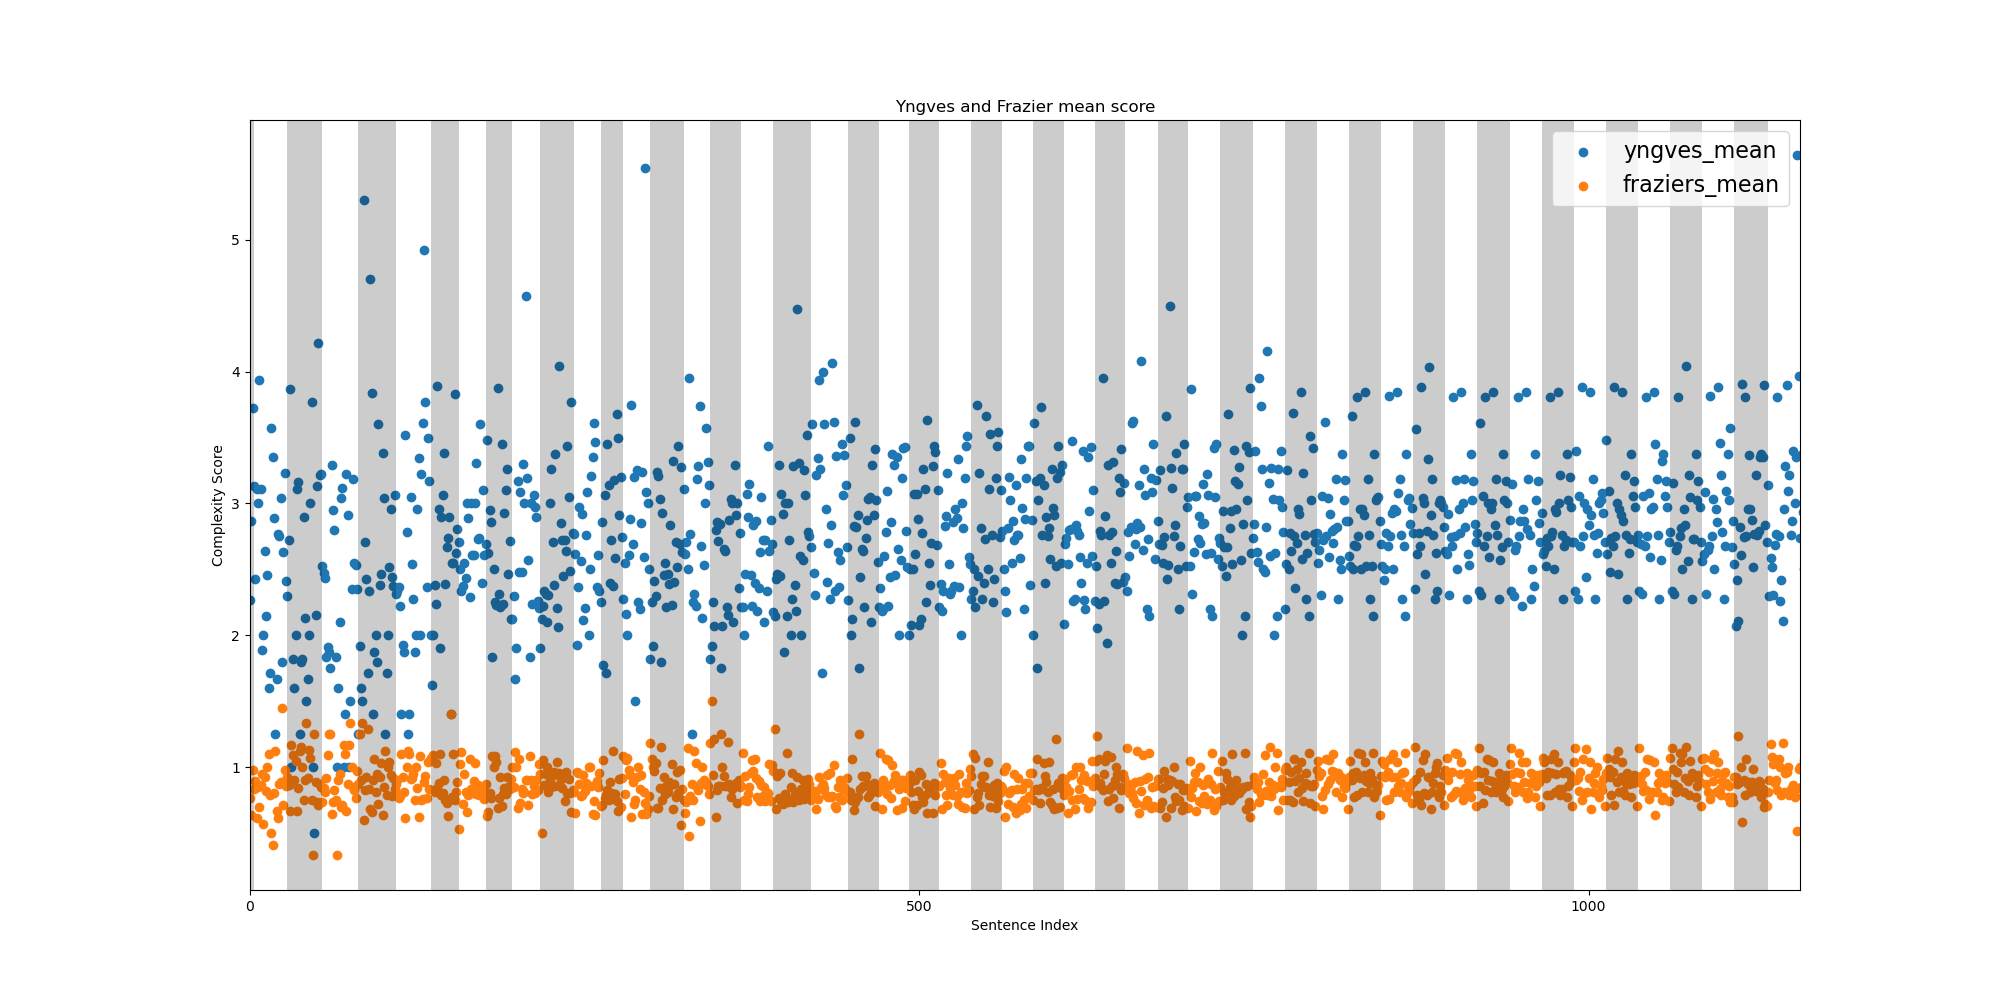 Yngves and Frazier mean score
yngves_mean
fraziers_mean
5
4
3
2
1
Complexity Score
0
500
1000
Sentence Index